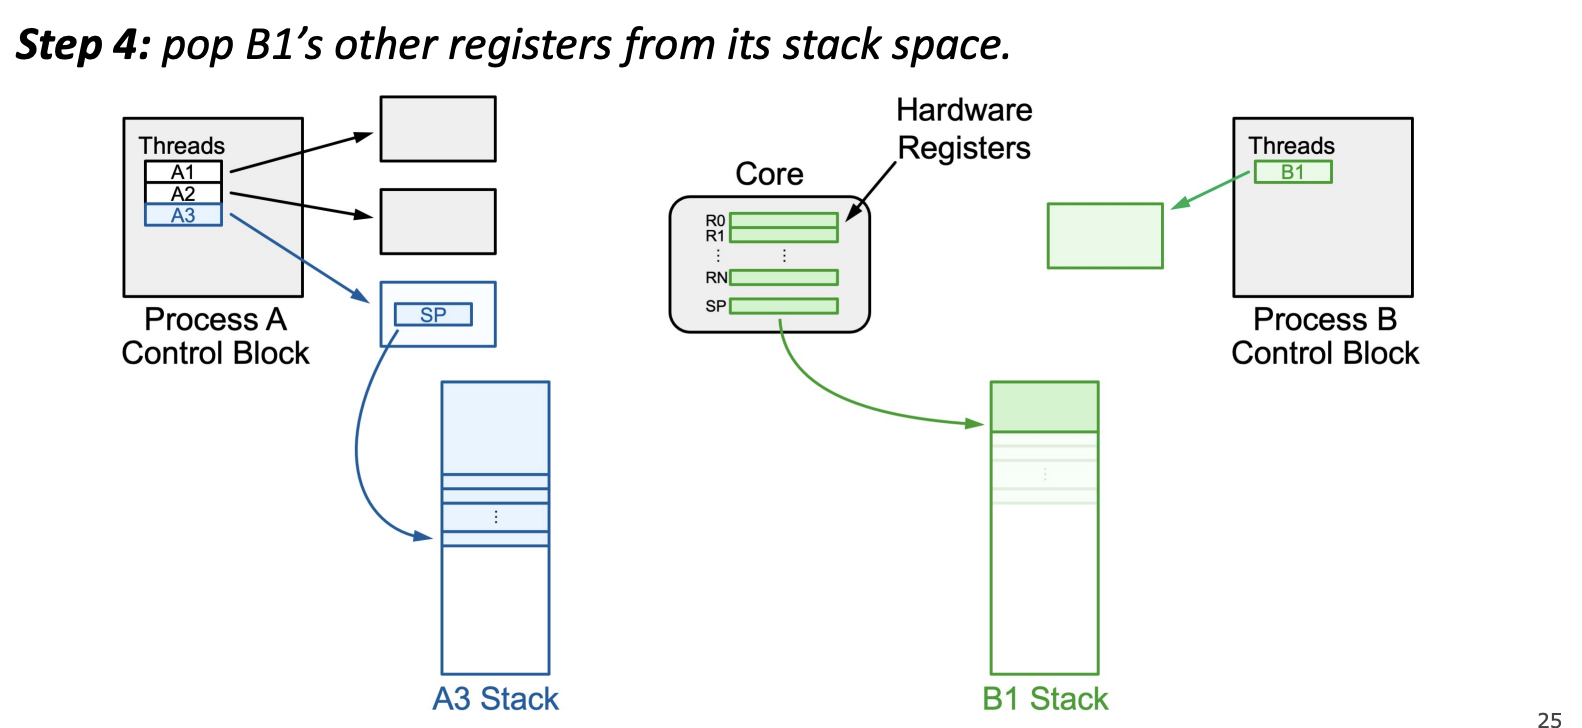 Step 4: pop B1’s other registers from its stack space.
Threads
A1
A2
A3
Process A
Control Block
SP
A3 Stack
Core
Hardware
Registers
R0
R1
⋮ ⋮
RN
SP
Threads
B1
Process B
Control Block
⋮
⋮
B1 Stack
25